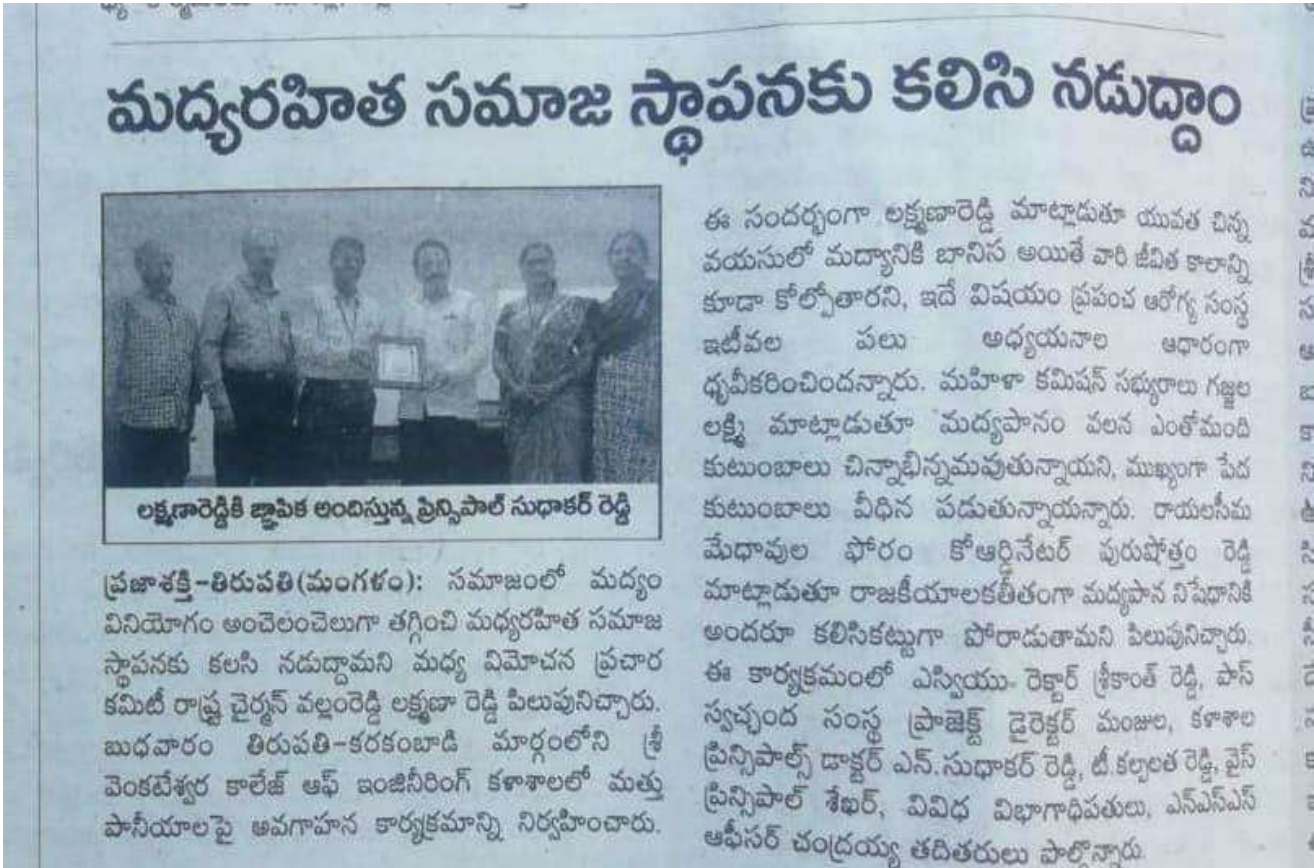 మద్యరహిత సమాజ స్థాపనకు కలిసి నడుద్దాం
లక్ష్మణారెడ్డికి జ్ఞాపిక అందిస్తున్న ప్రిన్సిపాల్ సుధాకర్ రెడ్డి
ప్రజాశక్తి-తిరుపతి(మంగళం): సమాజంలో మద్యం
వినియోగం అంచెలంచెలుగా తగ్గించి మధ్యరహిత సమాజ
స్థాపనకు కలసి నడుద్దామని మధ్య విమోచన ప్రచార
కమిటీ రాష్ట్ర చైర్మన్ వల్లంరెడ్డి లక్ష్మణా రెడ్డి పిలుపునిచ్చారు.
బుధవారం తిరుపతి-కరకంబాడి మార్గంలోని శ్రీ
వెంకటేశ్వర కాలేజ్ ఆఫ్ ఇంజినీరింగ్ కళాశాలలో మత్తు
పానీయాలపై అవగాహన కార్యక్రమాన్ని నిర్వహించారు.
ఈ సందర్భంగా లక్ష్మణారెడ్డి మాట్లాడుతూ యువత చిన్న
వయసులో మద్యానికి బానిస అయితే వారి జీవిత కాలాన్ని
కూడా కోల్పోతారని, ఇదే విషయం ప్రపంచ ఆరోగ్య సంస్థ
ఇటీవల పలు అధ్యయనాల ఆధారంగా
ధృవీకరించిందన్నారు. మహిళా కమిషన్ సభ్యురాలు గజ్జల
లక్ష్మి మాట్లాడుతూ మద్యపానం వలన ఎంతోమంది
కుటుంబాలు చిన్నాభిన్నమవుతున్నాయని, ముఖ్యంగా పేద
కుటుంబాలు వీధిన పడుతున్నాయన్నారు. రాయలసీమ
మేధావుల ఫోరం కోఆర్డినేటర్ పురుషోత్తం రెడ్డి
మాట్లాడుతూ రాజకీయాలకతీతంగా మద్యపాన నిషేధానికి
అందరూ కలిసికట్టుగా పోరాడుతామని పిలుపునిచ్చారు.
ఈ కార్యక్రమంలో ఎస్వియు- రెక్టార్ శ్రీకాంత్ రెడ్డి, పాస్
స్వచ్ఛంద సంస్థ ప్రాజెక్ట్ డైరెక్టర్ మంజుల, కళాశాల
ప్రిన్సిపాల్స్ డాక్టర్ ఎన్.సుధాకర్ రెడ్డి, టి.కల్పలత రెడ్డి, వైస్
ప్రిన్సిపాల్ శేఖర్, వివిధ విభాగాధిపతులు, ఎన్ఎస్ఎస్
ఆఫీసర్ చంద్రయ్య తదితరులు పాల్గొన్నారు